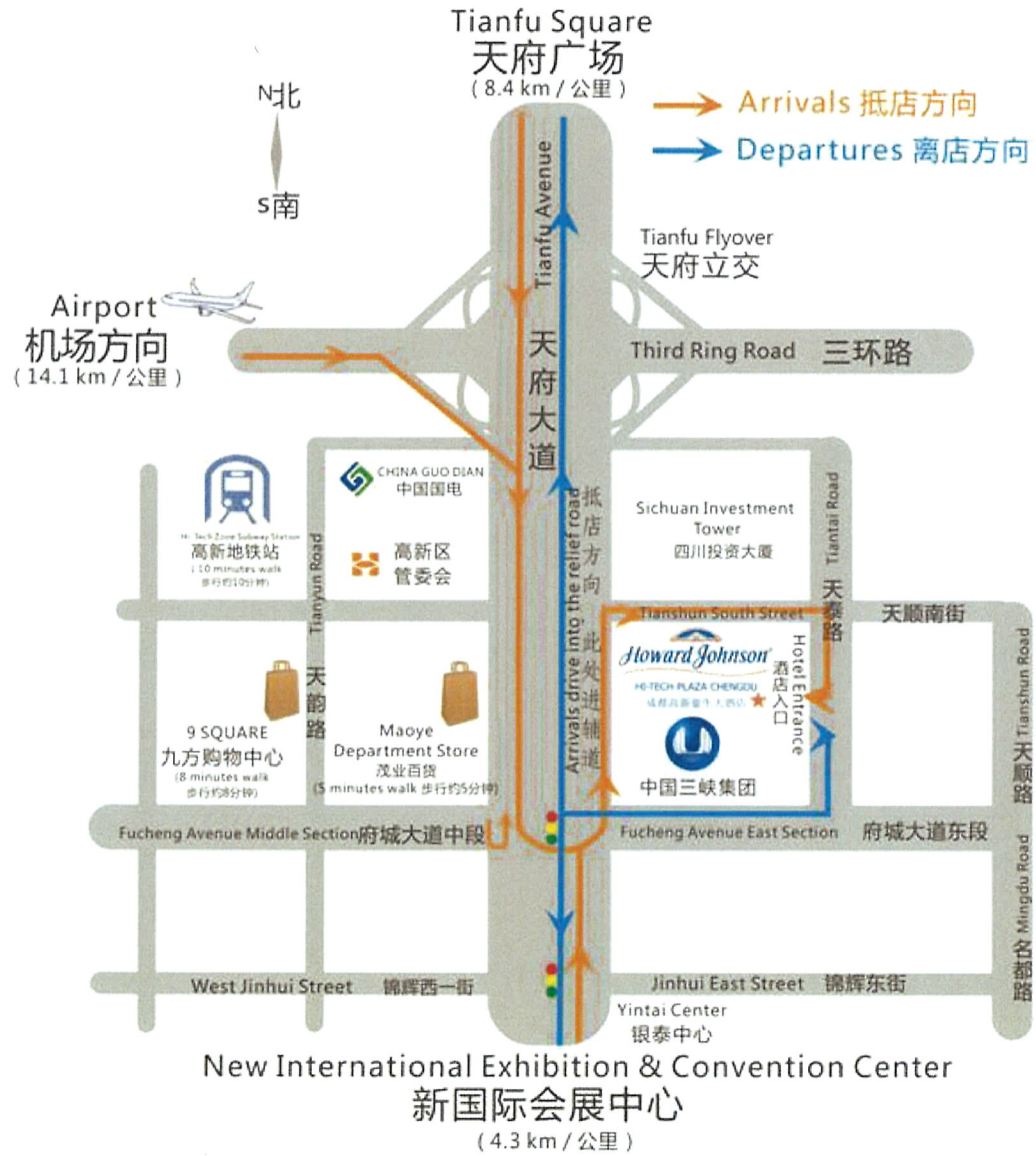 Tianfu Square
天府广场
(8.4 km / 公里)
N北
S南
Arrivals 抵店方向
Departures 离店方向
Tianfu Avenue
天府大道
Tianfu Flyover
天府立交
Airport
机场方向
(14.1 km / 公里)
Third Ring Road 三环路
CHINA GUO DIAN
中国国电
Hi-Tech Zone Subway Station
高新地铁站
(10 minutes walk
步行约10分钟)
高新区
管委会
Tianyun Road
天韵路
Arrivals drive into the relief road
抵店方向 此处进辅道
Sichuan Investment
Tower
四川投资大厦
Tiantai Road
天泰路
Tianshun South Street
天顺南街
Howard Johnson
HI-TECH PLAZA CHENGDU
Hotel Entrance
酒店入口
中国三峡集团
9 SQUARE
九方购物中心
(8 minutes walk
步行约8分钟)
Maoye
Department Store
茂业百货
(5 minutes walk 步行约5分钟)
Tianshun Road
天顺路
Fucheng Avenue Middle Section 府城大道中段
Fucheng Avenue East Section 府城大道东段
Mingdu Road
名都路
West Jinhui Street 锦辉西一街
Jinhui East Street 锦辉东街
Yintai Center
银泰中心
New International Exhibition & Convention Center
新国际会展中心
(4.3 km / 公里)